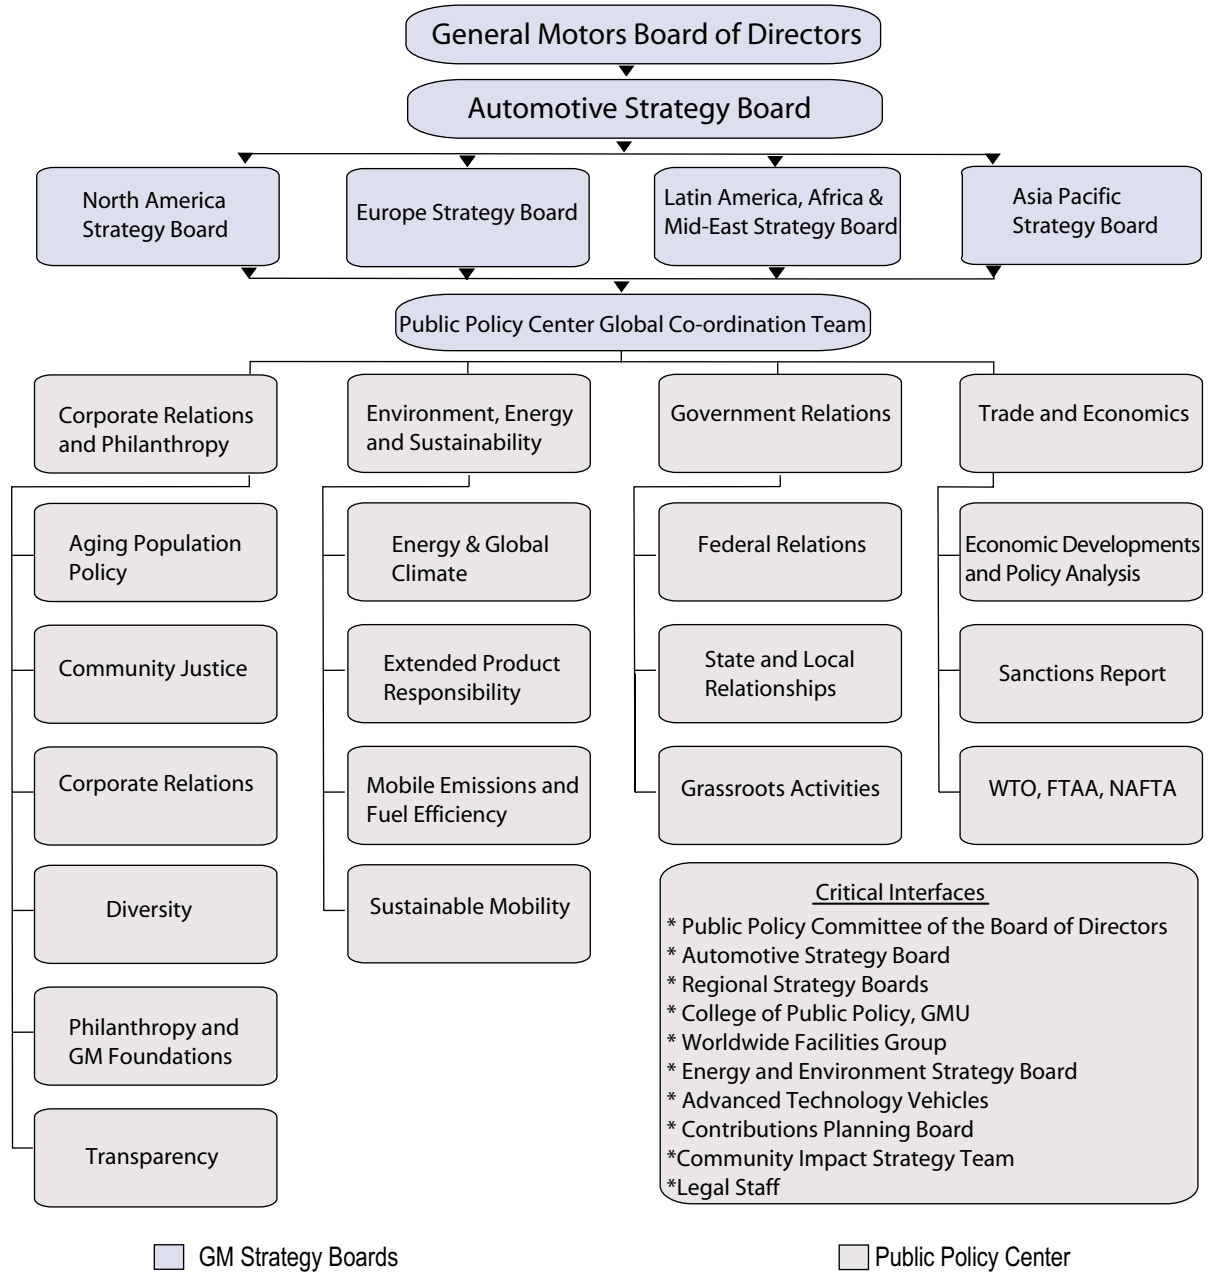 General Motors Board of Directors
Automotive Strategy Board
North America
Strategy Board
Europe Strategy Board
Latin America, Africa &
Mid-East Strategy Board
Asia Pacific
Strategy Board
Public Policy Center Global Co-ordination Team
Corporate Relations
and Philanthropy
Environment, Energy
and Sustainability
Government Relations
Trade and Economics
Aging Population
Policy
Energy & Global
Climate
Federal Relations
Economic Developments
and Policy Analysis
Community Justice
Extended Product
Responsibility
State and Local
Relationships
Sanctions Report
Corporate Relations
Mobile Emissions and
Fuel Efficiency
Grassroots Activities
WTO, FTAA, NAFTA
Diversity
Sustainable Mobility
Philanthropy and
GM Foundations
Transparency
Critical Interfaces
* Public Policy Committee of the Board of Directors
* Automotive Strategy Board
* Regional Strategy Boards
* College of Public Policy, GMU
* Worldwide Facilities Group
* Energy and Environment Strategy Board
* Advanced Technology Vehicles
* Contributions Planning Board
*Community Impact Strategy Team
*Legal Staff
GM Strategy Boards
Public Policy Center